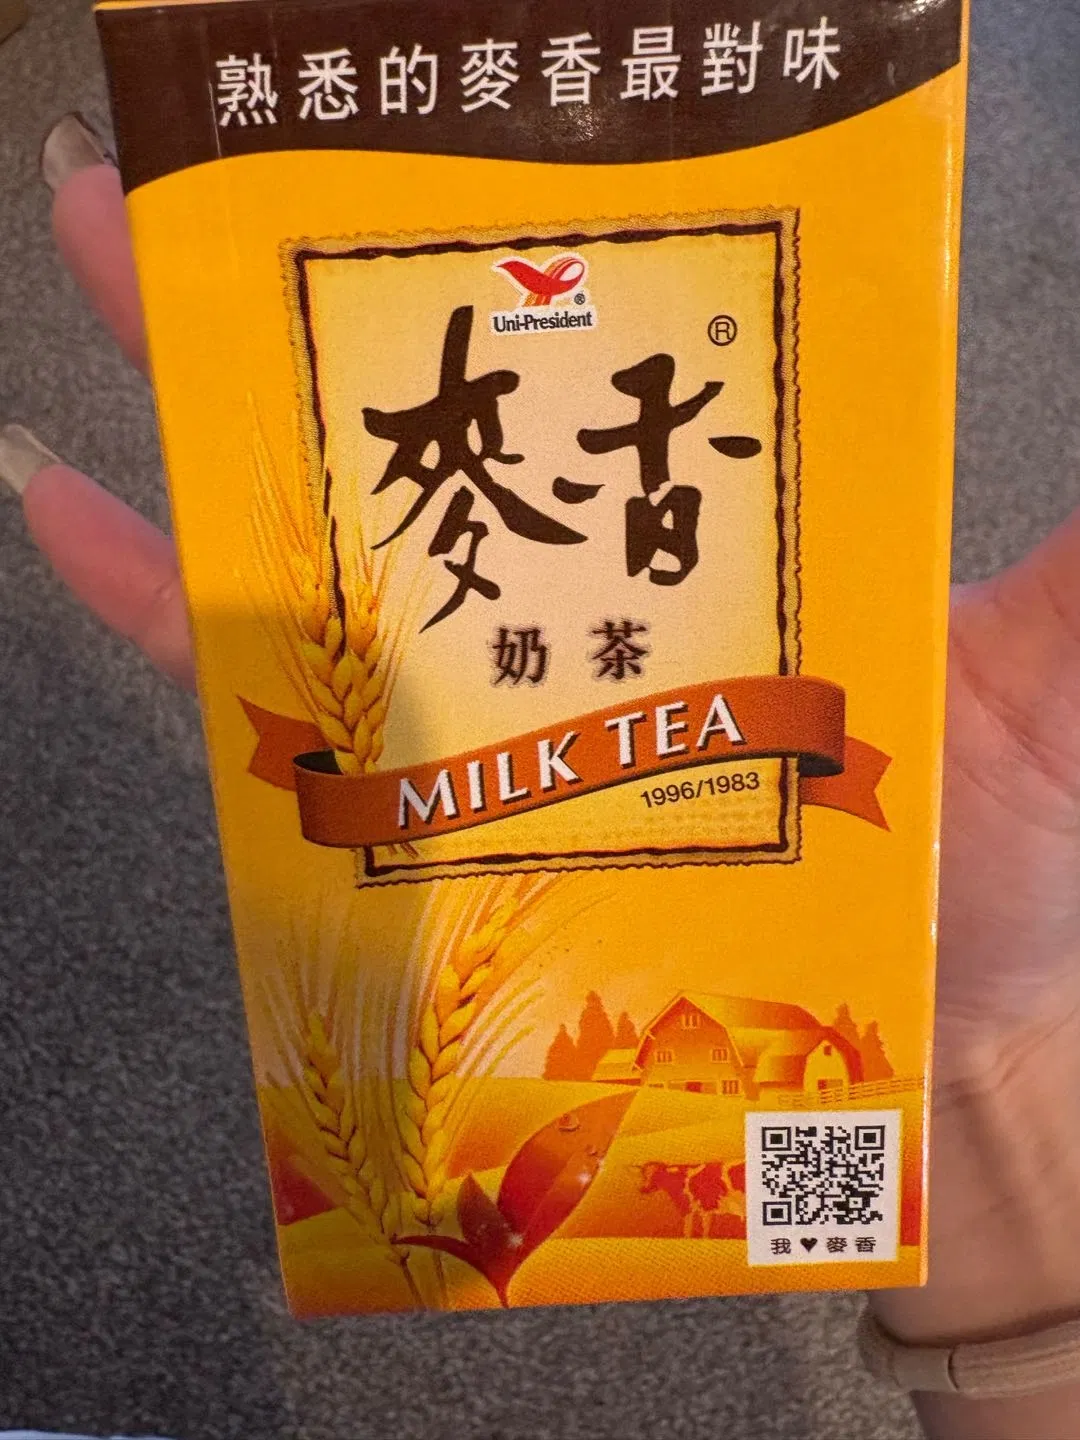 熟悉的麥香最對味
Uni-President®
®
麥香
奶茶
MILK TEA
1996/1983
我♥麥香